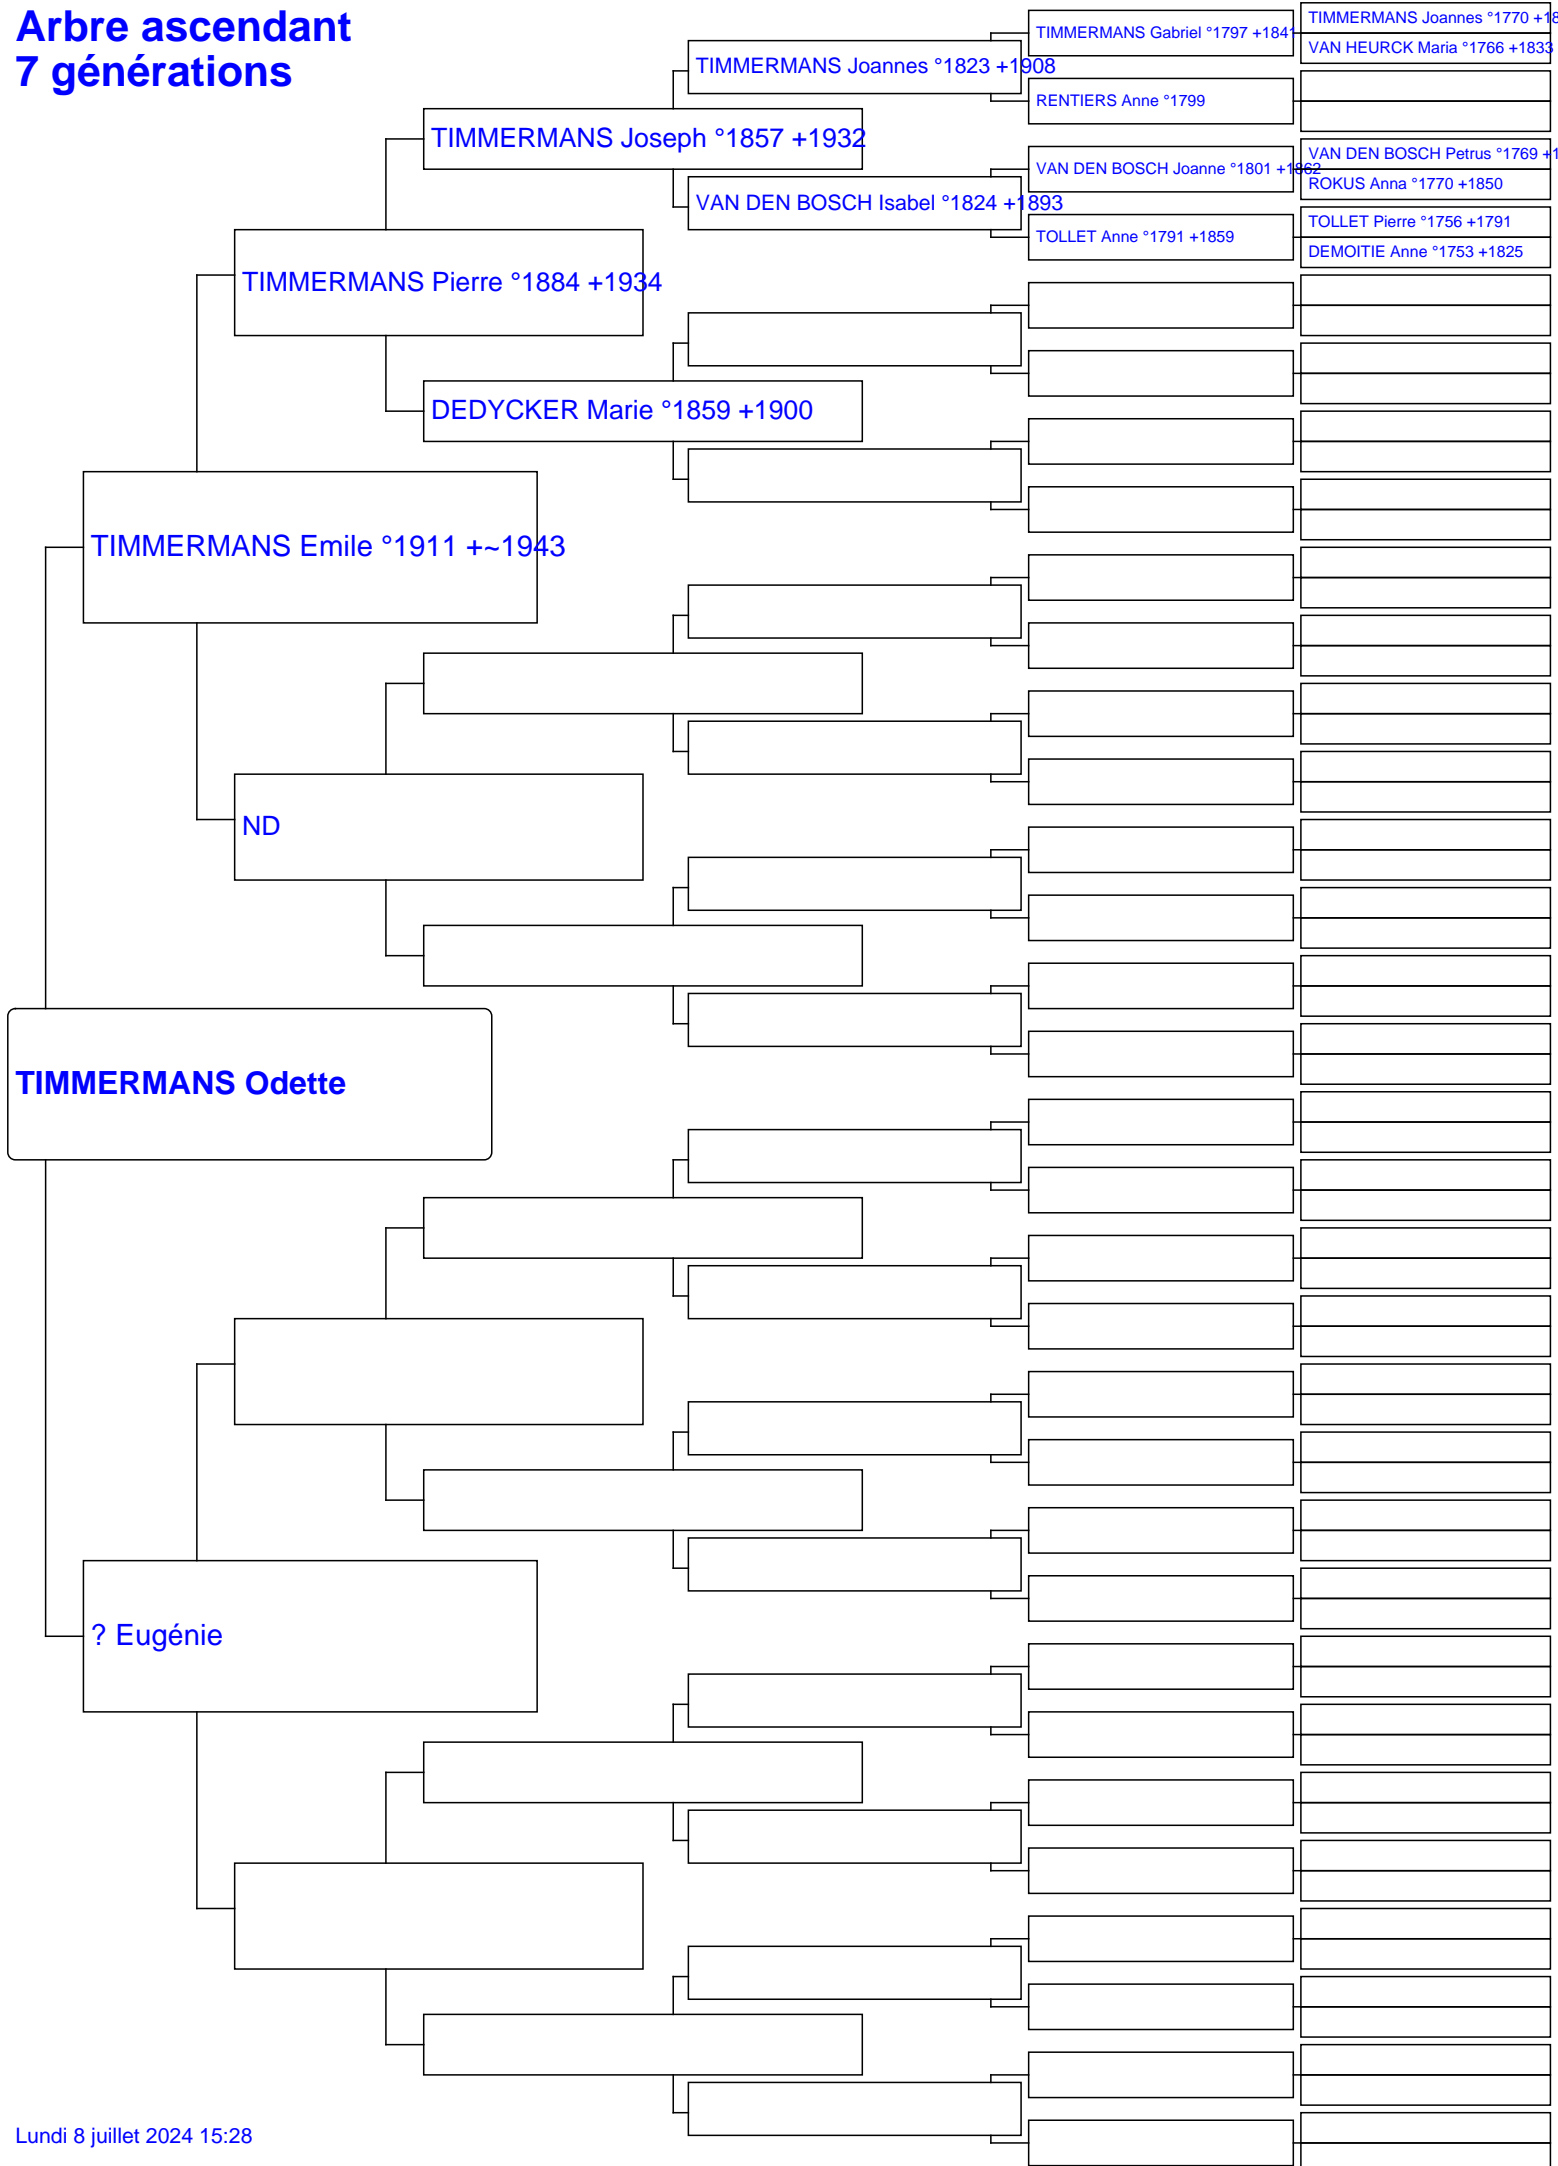 Arbre ascendant
7 générations
TIMMERMANS Gabriel °1797 +1841
TIMMERMANS Joannes °1770 +18
VAN HEURCK Maria °1766 +1833
TIMMERMANS Joannes °1823 +1908
RENTIERS Anne °1799
TIMMERMANS Joseph °1857 +1932
VAN DEN BOSCH Joanne °1801 +1862
VAN DEN BOSCH Petrus °1769 +1
ROKUS Anna °1770 +1850
VAN DEN BOSCH Isabel °1824 +1893
TOLLET Anne °1791 +1859
TOLLET Pierre °1756 +1791
DEMOITIE Anne °1753 +1825
TIMMERMANS Pierre °1884 +1934
DEDYCKER Marie °1859 +1900
TIMMERMANS Emile °1911 +~1943
ND
TIMMERMANS Odette
? Eugénie
Lundi 8 juillet 2024 15:28